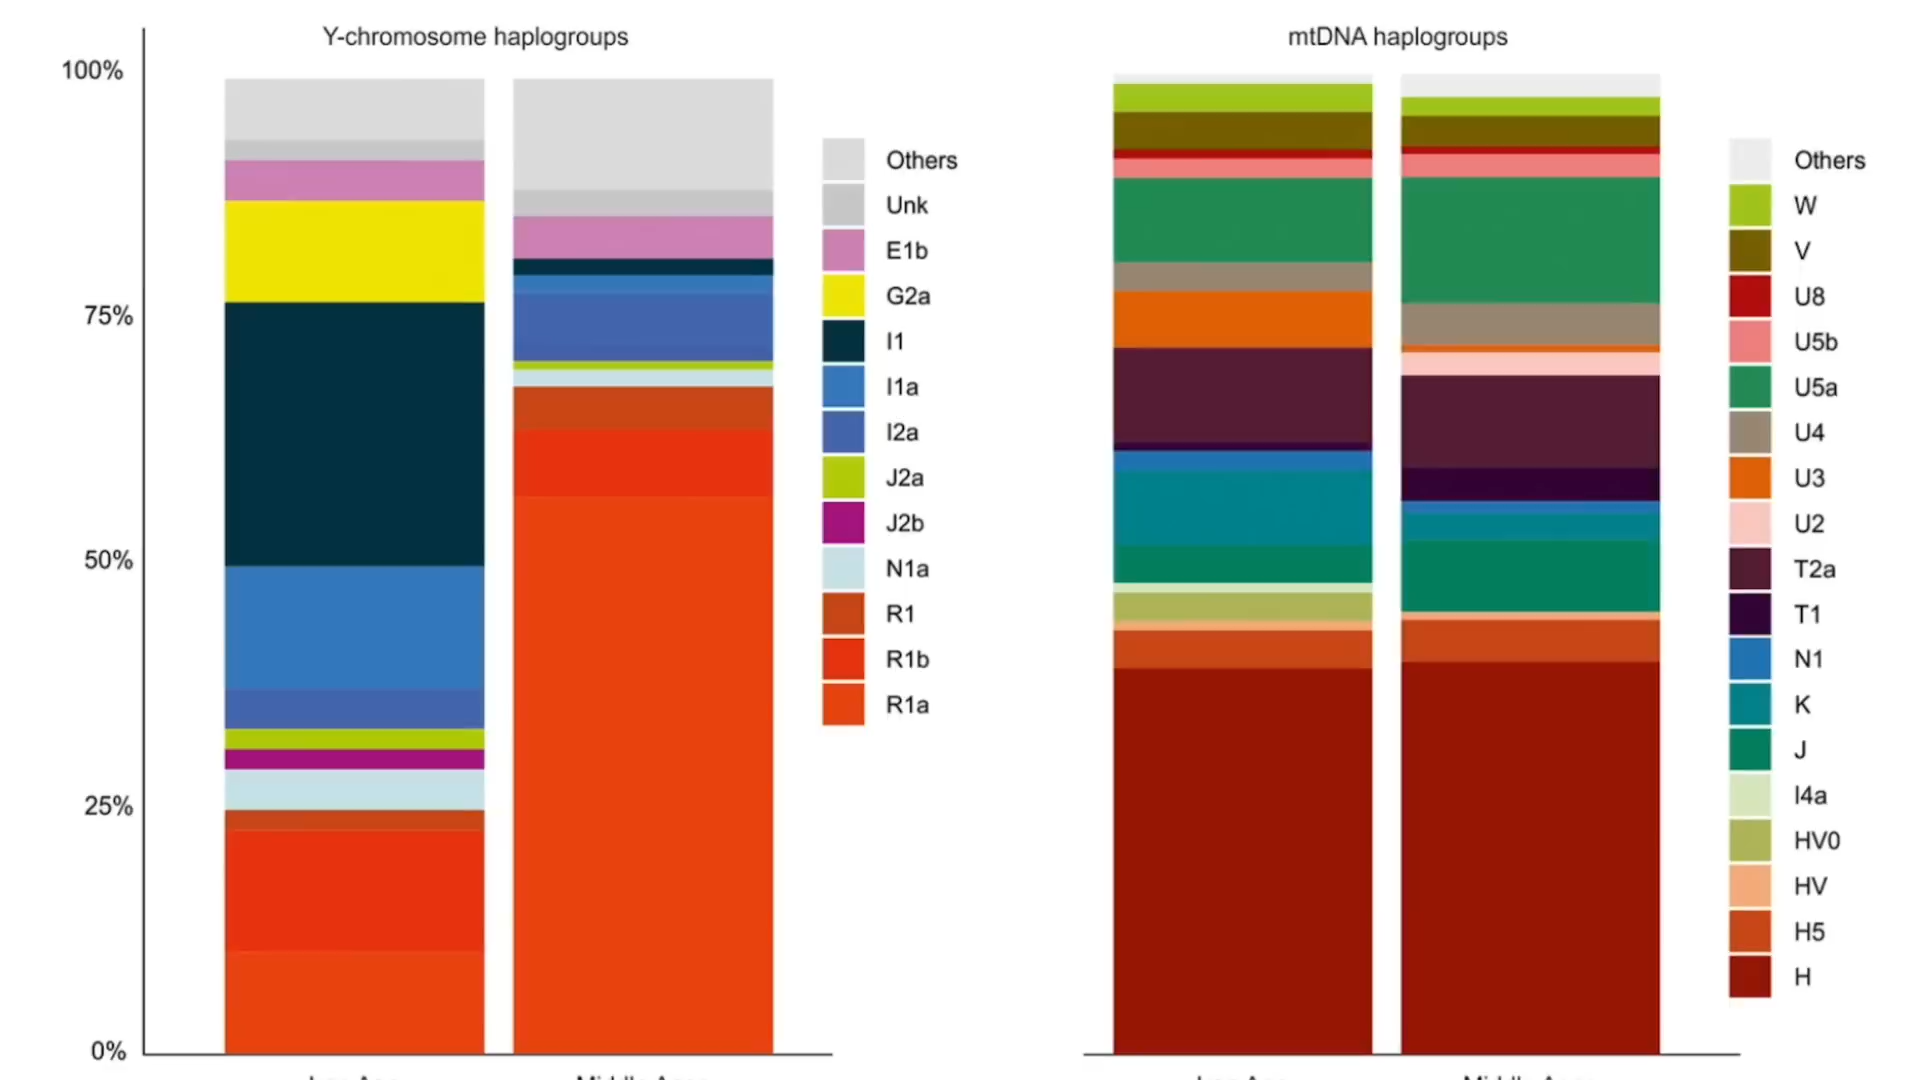 Y-chromosome haplogroups
100%
75%
50%
25%
0%
Others
Unk
E1b
G2a
I1
I1a
I2a
J2a
J2b
N1a
R1
R1b
R1a
mtDNA haplogroups
Others
W
V
U8
U5b
U5a
U4
U3
U2
T2a
T1
N1
K
J
I4a
HV0
HV
H5
H